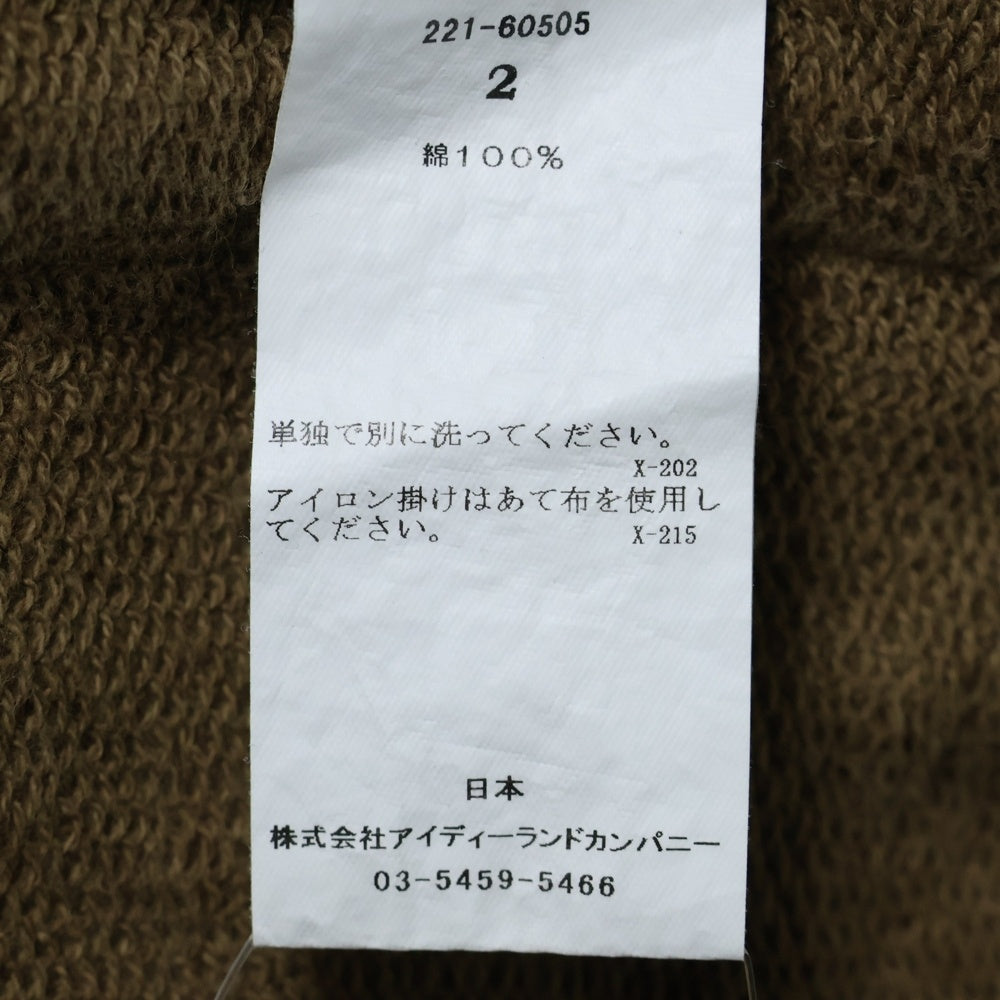 221-60505
2
綿100%
単独で別に洗ってください。
X-202
アイロン掛けはあて布を使用し
てください。 X-215
日本
株式会社アイディーランドカンパニー
03-5459-5466